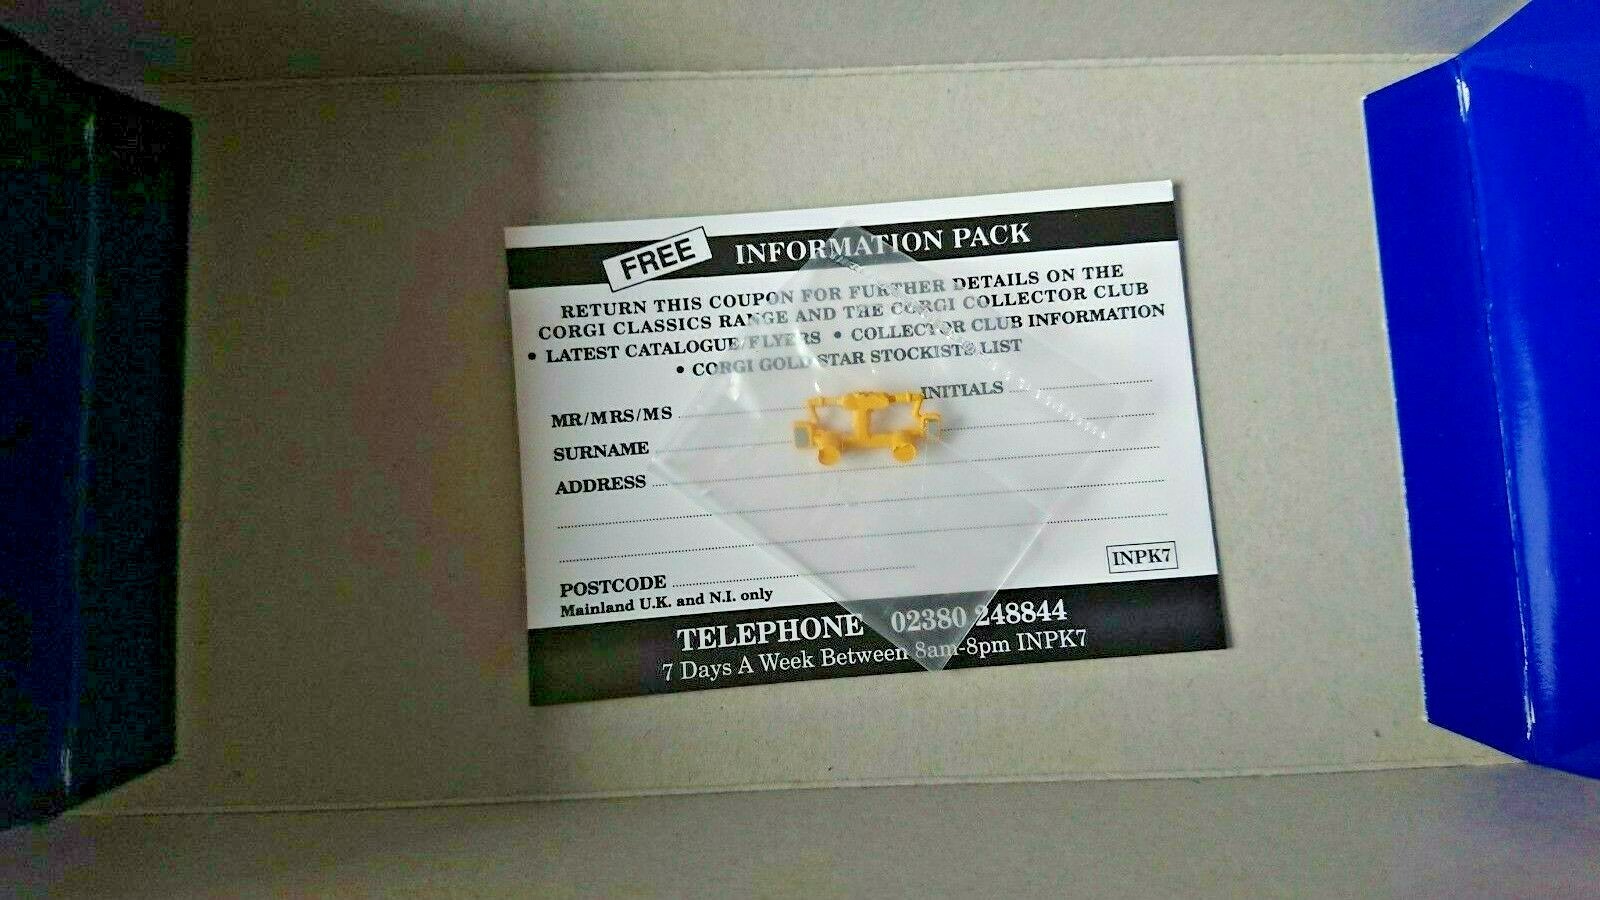 FREE INFORMATION PACK
RETURN THIS COUPON FOR FURTHER DETAILS ON THE
CORGI CLASSICS RANGE AND THE CORGI COLLECTOR CLUB
• LATEST CATALOGUE/FLYERS • COLLECTOR CLUB INFORMATION
• CORGI GOLD STAR STOCKISTS LIST
MR/MRS/MS INITIALS
SURNAME
ADDRESS
POSTCODE
Mainland U.K. and N.I. only
INPK7
TELEPHONE 02380 248844
7 Days A Week Between 8am-8pm INPK7